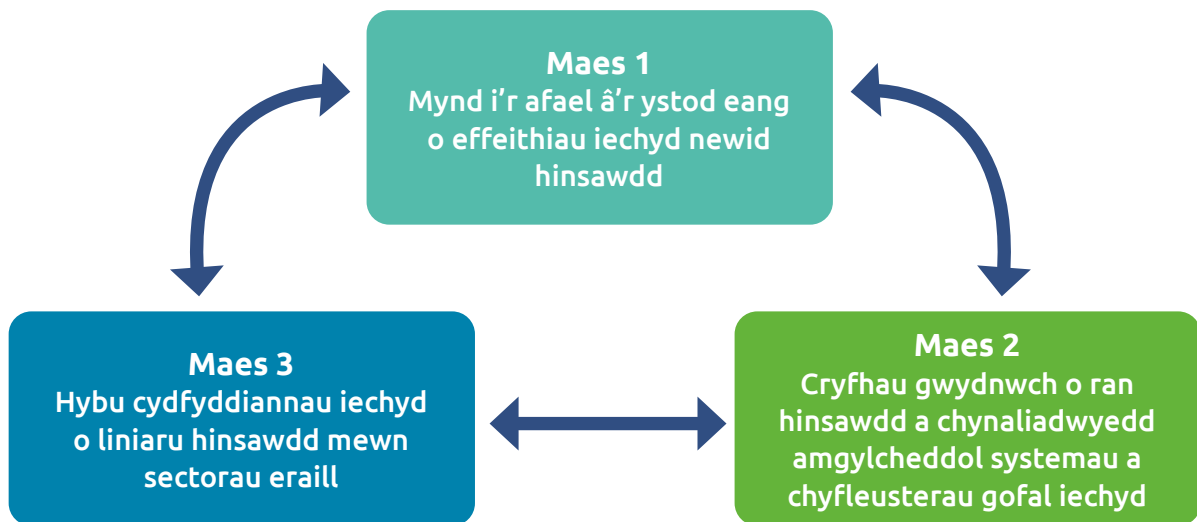 Maes 1
Mynd i’r afael â’r ystod eang
o effeithiau iechyd newid
hinsawdd
Maes 3
Hybu cydfyddiannau iechyd
o liniaru hinsawdd mewn
sectorau eraill
Maes 2
Cryfhau gwydnwch o ran
hinsawdd a chynaliadwyedd
amgylcheddol systemau a
chyfleusterau gofal iechyd